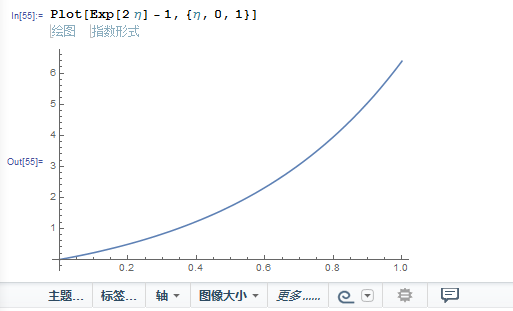 In[55]:= Plot[Exp[2 η] - 1, {η, 0, 1}]
绘图 指数形式
6
5
4
Out[55]= 3
2
1
0.2 0.4 0.6 0.8 1.0
主题... 标签... 轴 图像大小 更多......